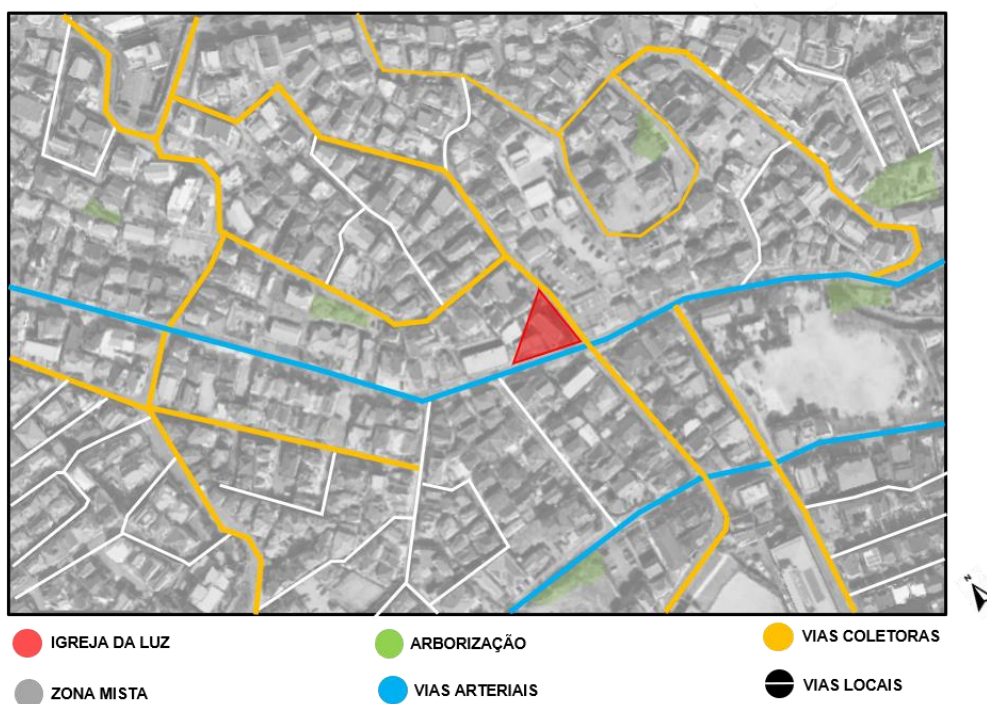 N
IGREJA DA LUZ
ARBORIZAÇÃO
VIAS COLETORAS
ZONA MISTA
VIAS ARTERIAIS
VIAS LOCAIS